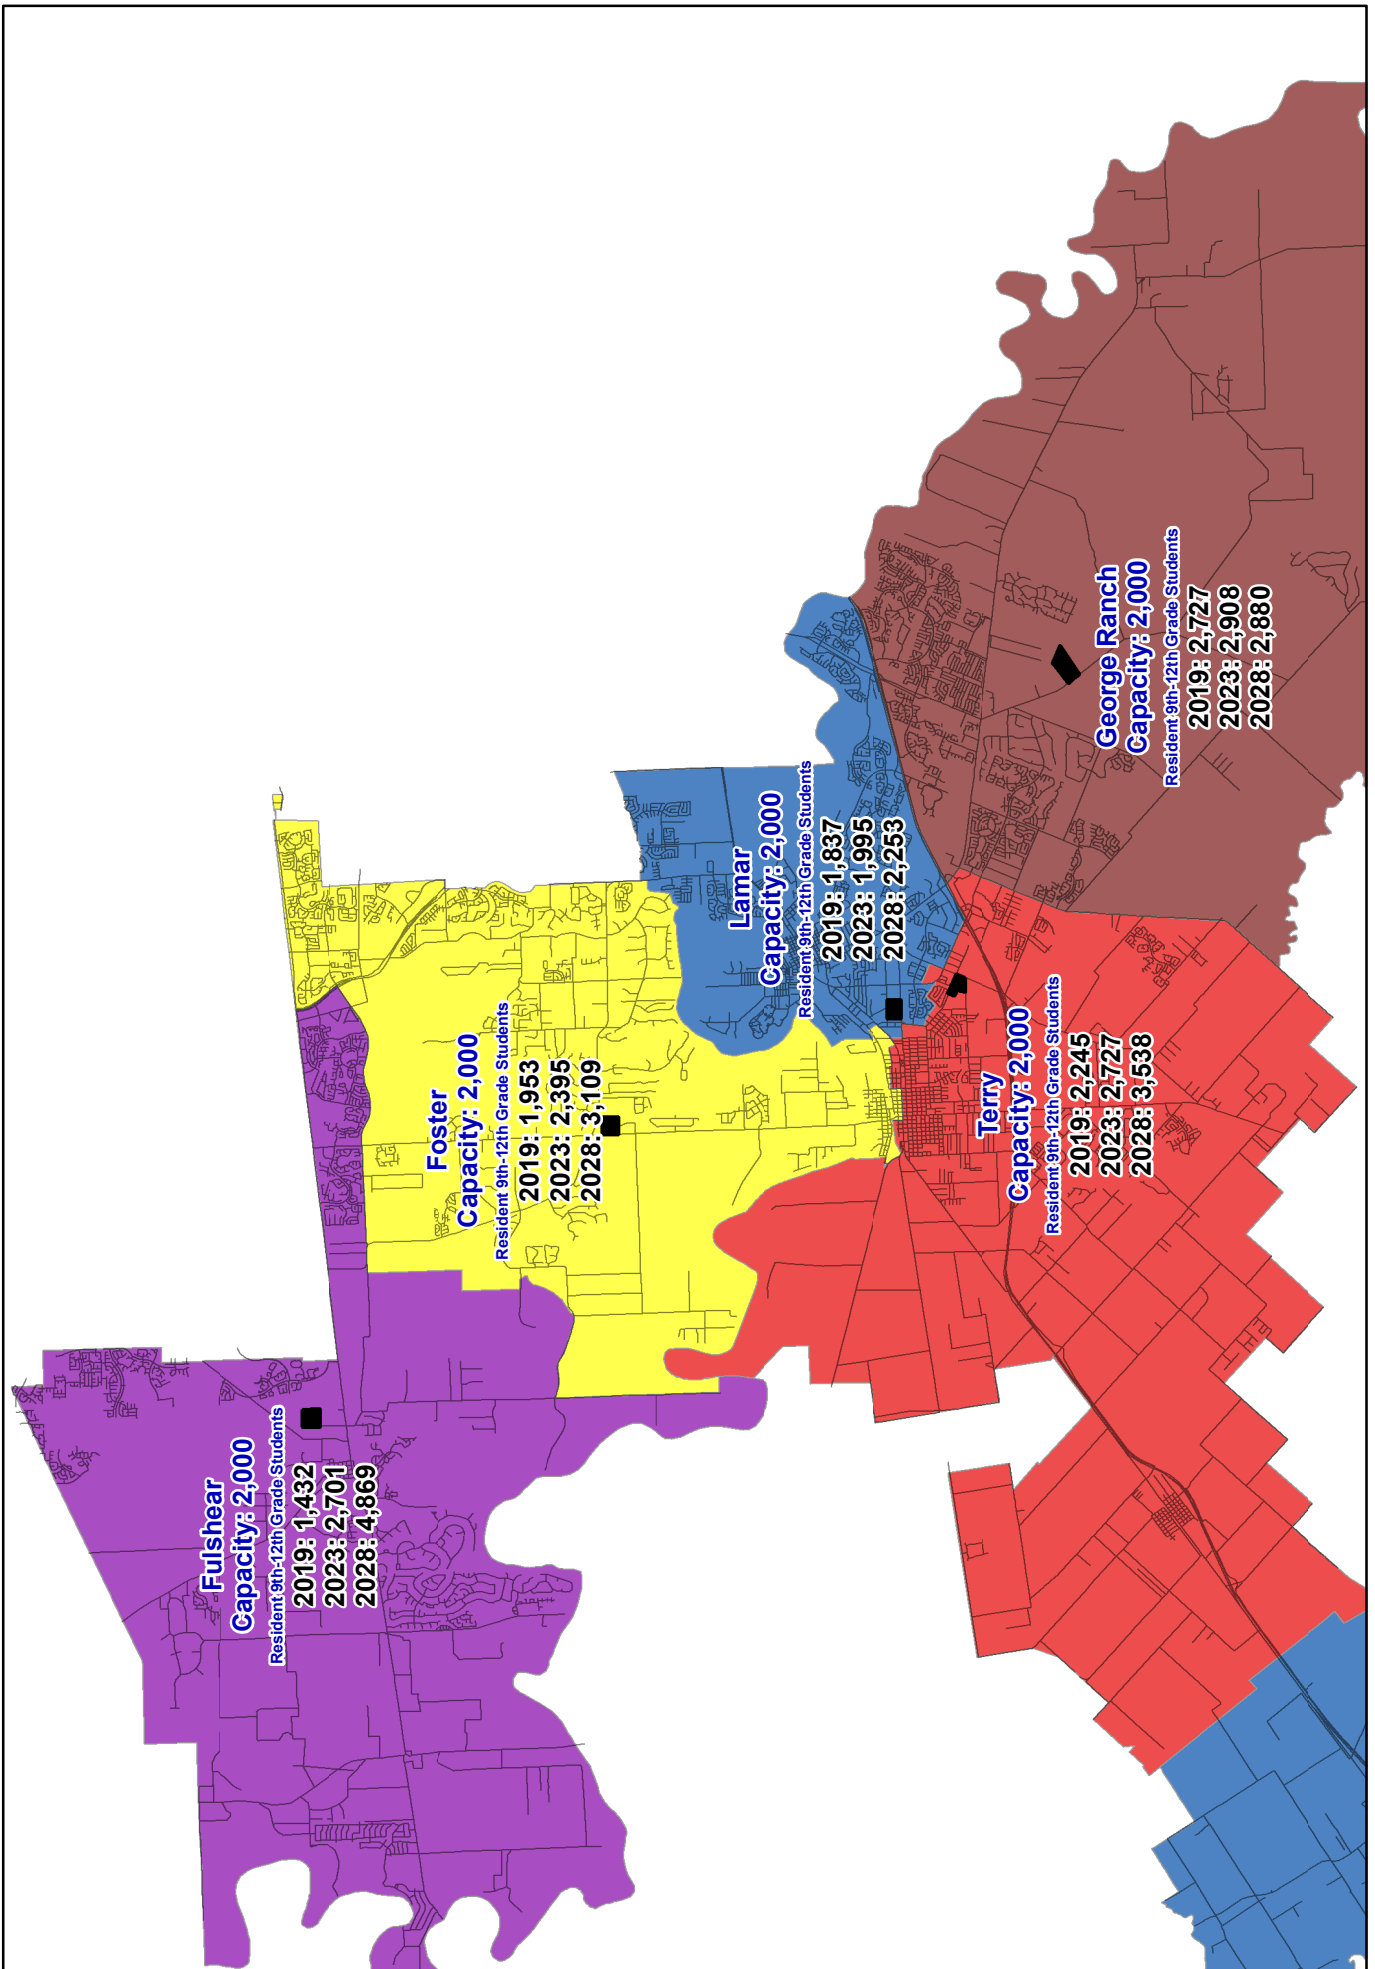 Fulshear
Capacity: 2,000
Resident 9th-12th Grade Students
2019: 1,432
2023: 2,701
2028: 4,869
Foster
Capacity: 2,000
Resident 9th-12th Grade Students
2019: 1,953
2023: 2,395
2028: 3,109
Lamar
Capacity: 2,000
Resident 9th-12th Grade Students
2019: 1,837
2023: 1,995
2028: 2,253
Terry
Capacity: 2,000
Resident 9th-12th Grade Students
2019: 2,245
2023: 2,727
2028: 3,538
George Ranch
Capacity: 2,000
Resident 9th-12th Grade Students
2019: 2,727
2023: 2,908
2028: 2,880